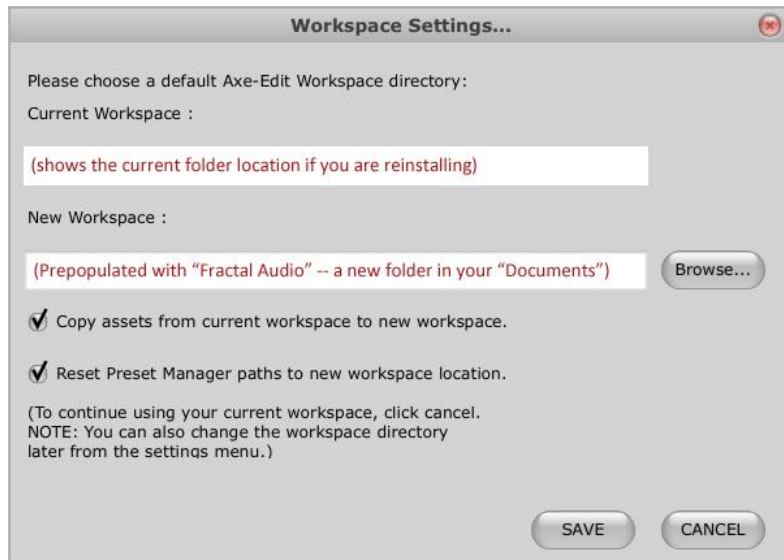 Workspace Settings...
Please choose a default Axe-Edit Workspace directory:
Current Workspace :
(shows the current folder location if you are reinstalling)
New Workspace :
(Prepopulated with “Fractal Audio” -- a new folder in your “Documents”)
Browse...
Copy assets from current workspace to new workspace.
Reset Preset Manager paths to new workspace location.
(To continue using your current workspace, click cancel.
NOTE: You can also change the workspace directory
later from the settings menu.)
SAVE
CANCEL